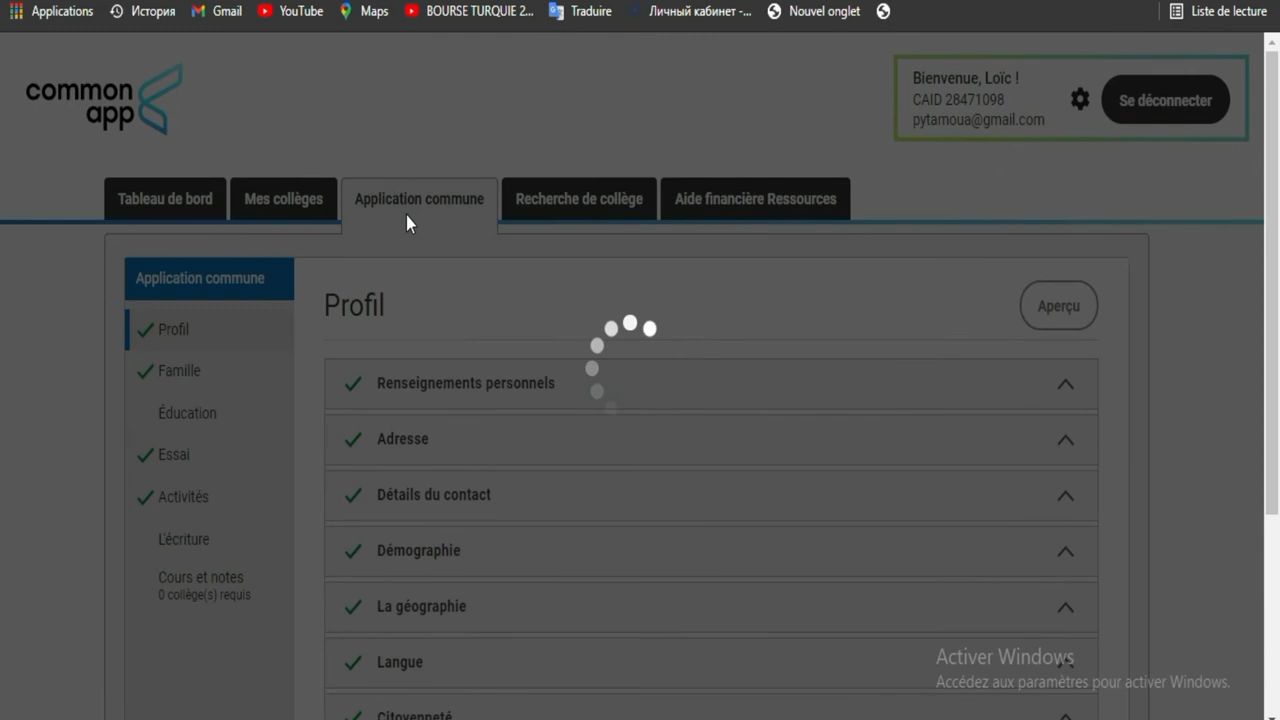 Applications История Gmail YouTube Maps BOURSE TURQUIE 2... Traduire Личный кабинет -... Nouvel onglet Liste de lecture
common
app
Bienvenue, Loïc !
CAID 28471098
pytamoua@gmail.com
Se déconnecter
Tableau de bord Mes collèges Application commune Recherche de collège Aide financière Ressources
Application commune
Profil
Famille
Éducation
Essai
Activités
L'écriture
Cours et notes
0 collège(s) requis
Profil
Aperçu
Renseignements personnels
Adresse
Détails du contact
Démographie
La géographie
Langue
Citoyenneté
Activer Windows
Accédez aux paramètres pour activer Windows.